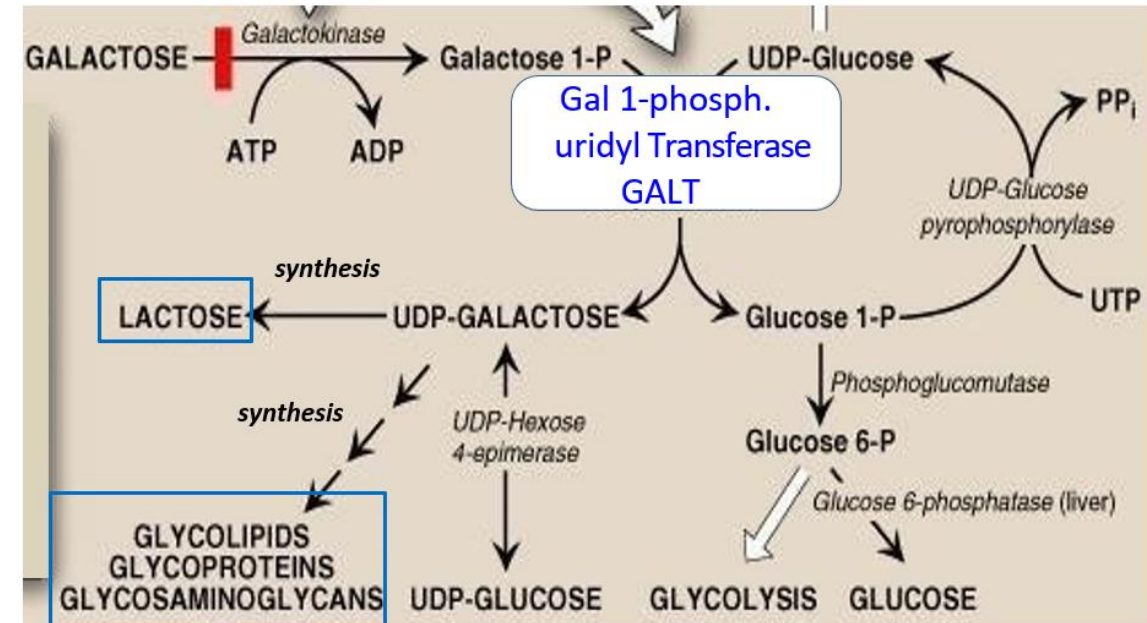 Galactokinase
GALACTOSE
Galactose 1-P
UDP-Glucose
ATP
ADP
Gal 1-phosph.
uridyl Transferase
GALT
PPi
UDP-Glucose
pyrophosphorylase
UTP
synthesis
LACTOSE
UDP-GALACTOSE
Glucose 1-P
Phosphoglucomutase
synthesis
UDP-Hexose
4-epimerase
Glucose 6-P
Glucose 6-phosphatase (liver)
GLYCOLIPIDS
GLYCOPROTEINS
GLYCOSAMINOGLYCANS
UDP-GLUCOSE
GLYCOLYSIS
GLUCOSE